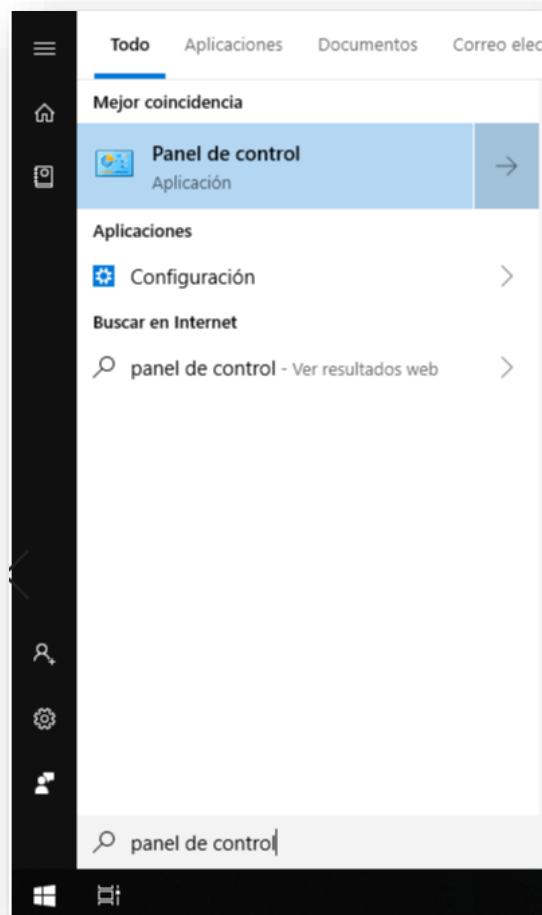 Todo Aplicaciones Documentos Correo elec
Mejor coincidencia
Panel de control
Aplicación
Aplicaciones
Configuración
Buscar en Internet
panel de control - Ver resultados web
panel de control